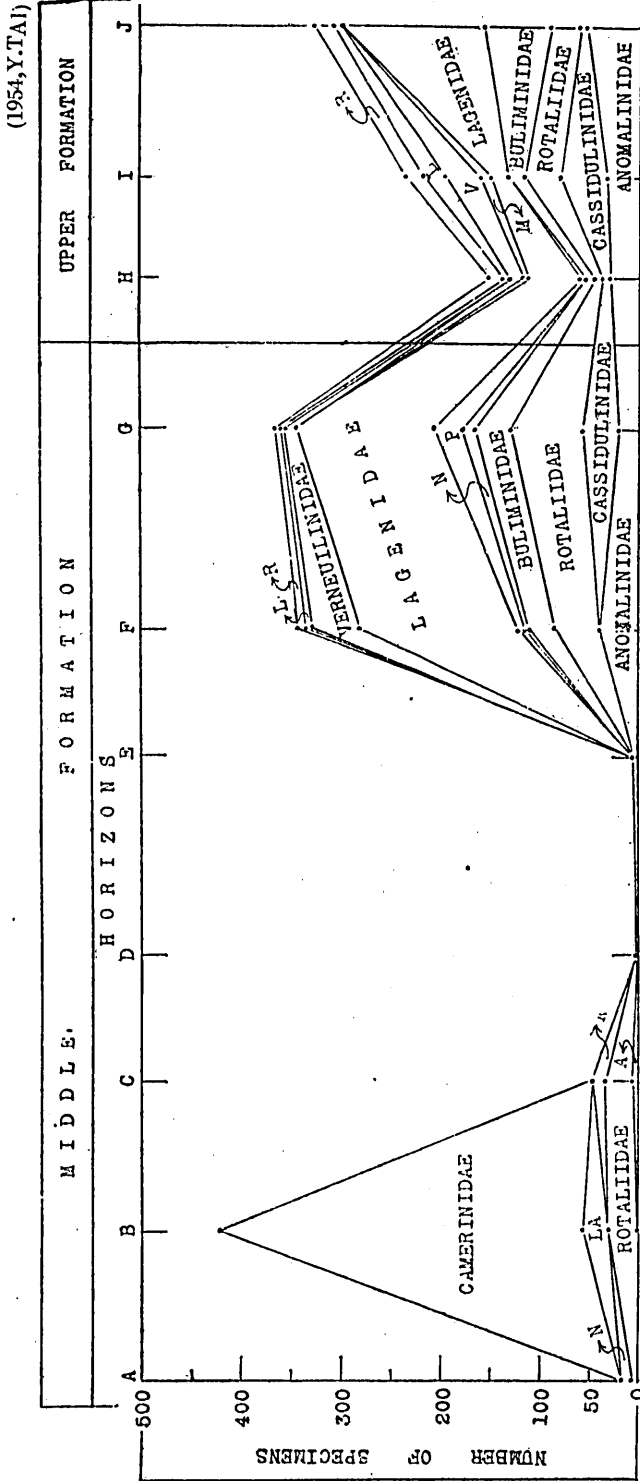 (1954,Y.TAI)
MIDDLE. FORMATION
UPPER FORMATION
HORIZONS
A B C D E F G H I J
500
400
300
200
100
50
0
NUMBER OF SPECIMENS
CAMERINIDAE
N
LA
ROTALIIDAE
A
L
R
VERNEUILINIDAE
LAGENIDAE
N
P
BULIMINIDAE
ROTALIIDAE
CASSIDULINIDAE
ANOMALINIDAE
R
V
M
LAGENIDAE
BULIMINIDAE
ROTALIIDAE
CASSIDULINIDAE
ANOMALINIDAE